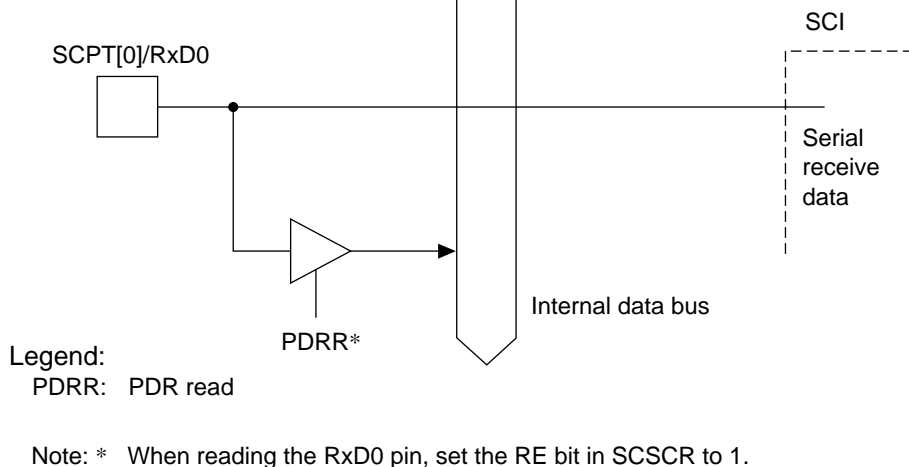 SCI
SCPT[0]/RxD0
Serial
receive
data
Internal data bus
PDRR*
Legend:
PDRR: PDR read
Note: * When reading the RxD0 pin, set the RE bit in SCSCR to 1.